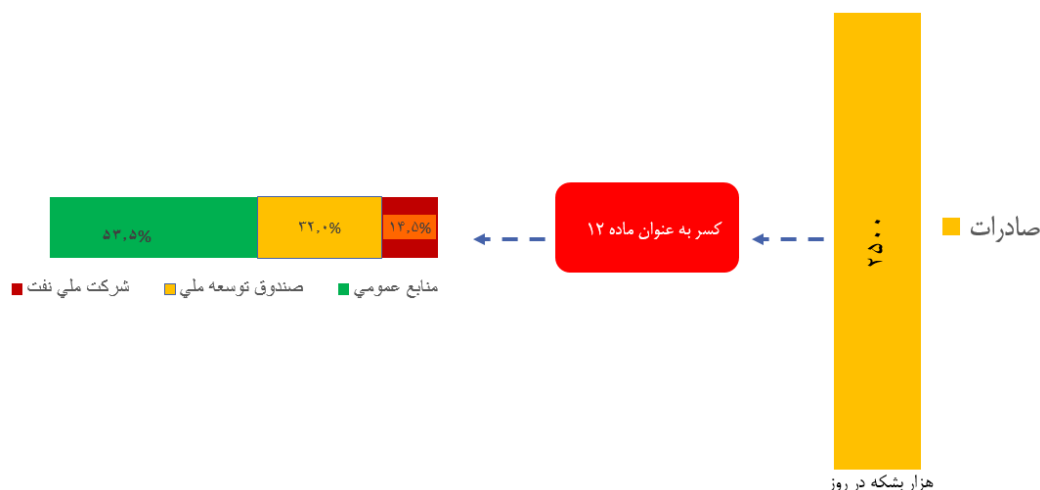 صادرات
۲۵۰۰
هزار بشکه در روز
کسر به عنوان ماده ۱۲
۱۴,۵%
۳۲,۰%
۵۳,۵%
منابع عمومي
صندوق توسعه ملي
شرکت ملي نفت